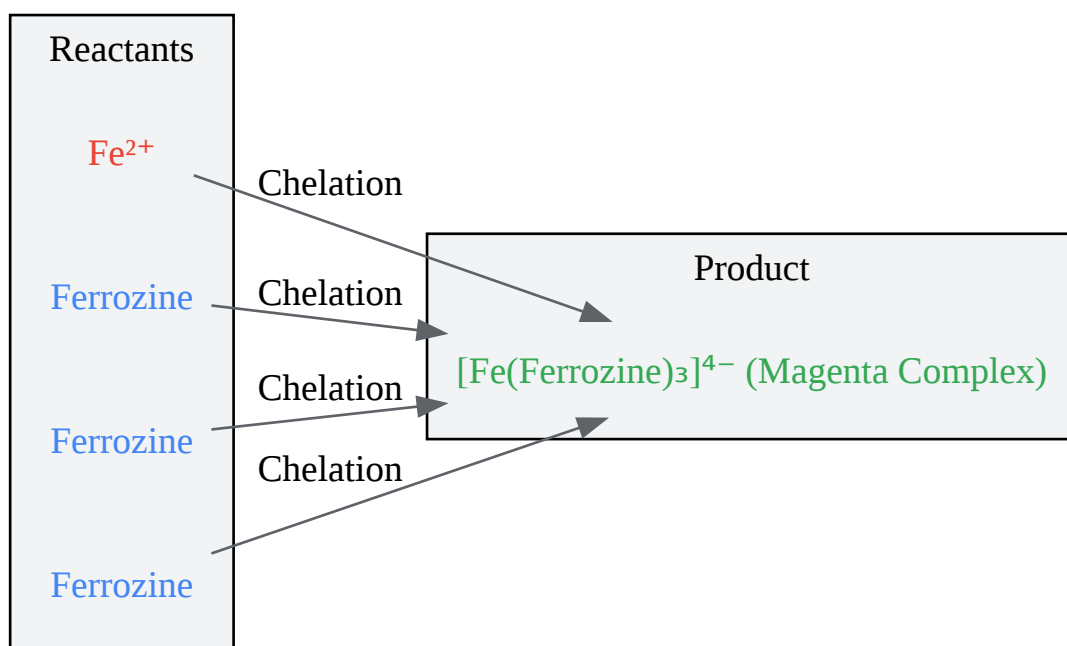 Reactants
Fe²⁺
Chelation
Ferrozine
Chelation
Ferrozine
Chelation
Ferrozine
Chelation
Product
[Fe(Ferrozine)₃]⁴⁻ (Magenta Complex)